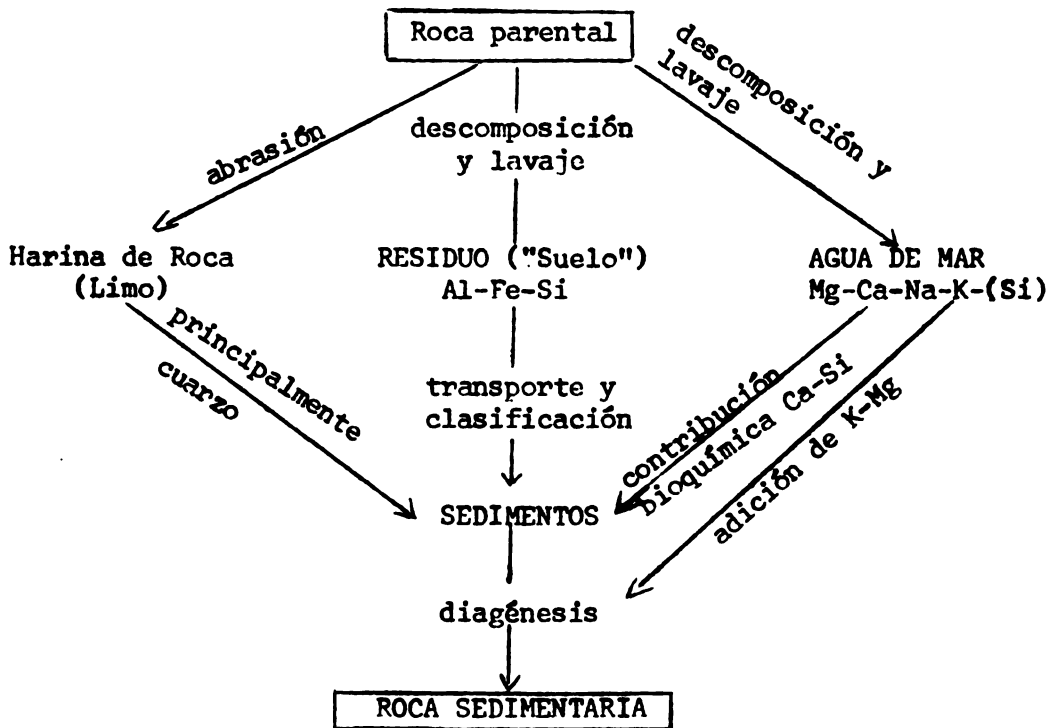 Roca parental
descomposición y
lavaje
abrasión
descomposición
y lavaje
Harina de Roca
(Limo)
RESIDUO ("Suelo")
Al-Fe-Si
AGUA DE MAR
Mg-Ca-Na-K-(Si)
principalmente
cuarzo
transporte y
clasificación
contribución
bioquímica Ca-Si
adición de K-Mg
SEDIMENTOS
diagénesis
ROCA SEDIMENTARIA